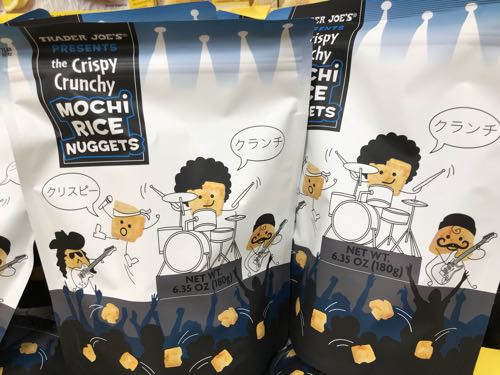 TRADER JOE'S®
PRESENTS
the Crispy
Crunchy
MOCHI
RICE
NUGGETS
クリスピー
クランチ
NET WT.
6.35 OZ (180g)
TRADER JOE'S®
PRESENTS
Crispy
Crunchy
MOCHI
RICE
NUGGETS
クランチ
NET WT.
6.35 OZ (180g)